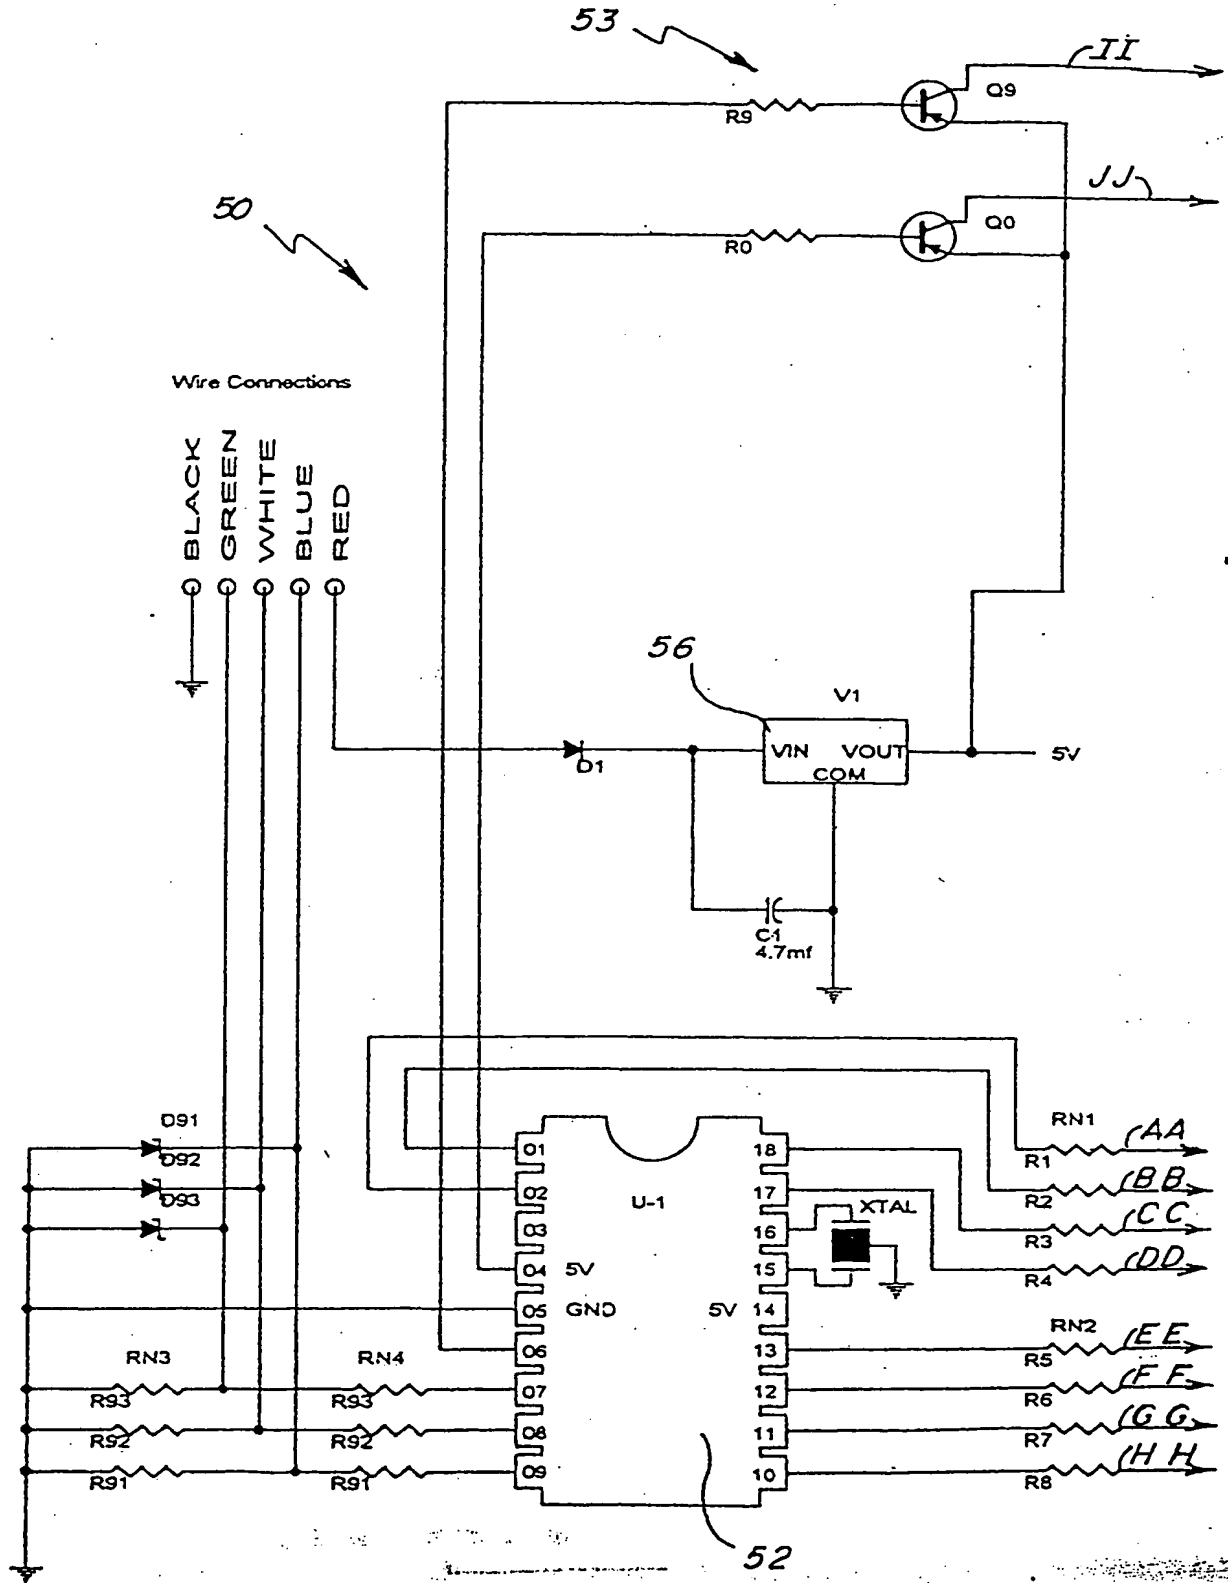 53
II
Q9
R9
50
JJ
Q0
R0
Wire Connections
BLACK
GREEN
WHITE
BLUE
RED
56
V1
VIN
VOUT
COM
D1
5V
C1
4.7mf
D91
D92
D93
RN1
AA
R1
BB
R2
CC
R3
DD
R4
RN2
EE
R5
FF
R6
GG
R7
HH
R8
U-1
XTAL
01
02
03
04
05
06
07
08
09
5V
GND
5V
18
17
16
15
14
13
12
11
10
RN3
RN4
R93
R93
R92
R92
R91
R91
52